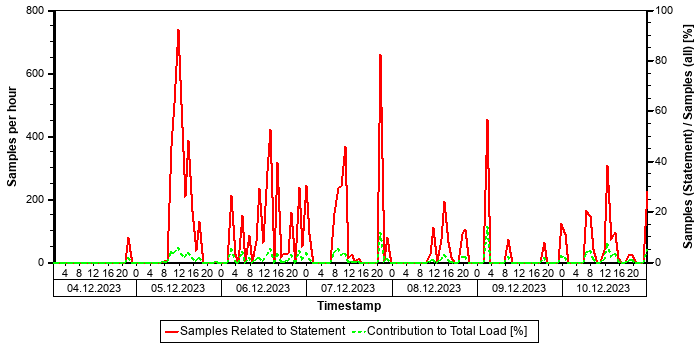 800
600
400
200
0
Samples per hour
100
80
60
40
20
0
Samples (Statement) / Samples (all) [%]
4 8 12 16 20 0 4 8 12 16 20 0 4 8 12 16 20 0 4 8 12 16 20 0 4 8 12 16 20 0 4 8 12 16 20 0 4 8 12 16 20
04.12.2023 05.12.2023 06.12.2023 07.12.2023 08.12.2023 09.12.2023 10.12.2023
Timestamp
Samples Related to Statement Contribution to Total Load [%]